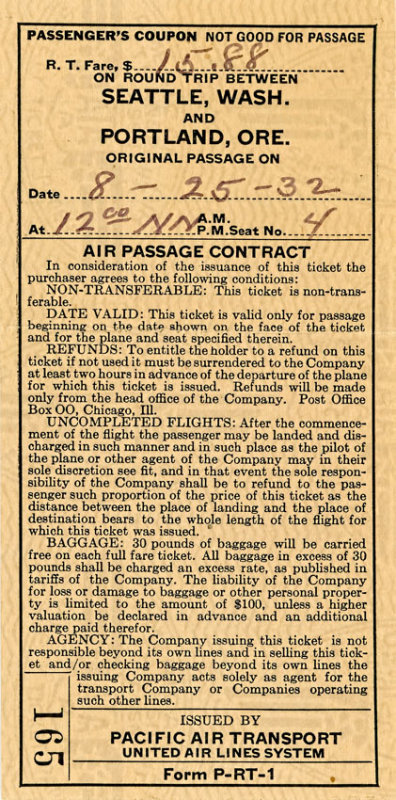 PASSENGER'S COUPON NOT GOOD FOR PASSAGE
R. T. Fare, $ 15.88
ON ROUND TRIP BETWEEN
SEATTLE, WASH.
AND
PORTLAND, ORE.
ORIGINAL PASSAGE ON
Date 8 - 25 - 32
At 12 00 NN A.M. P.M. Seat No. 4
AIR PASSAGE CONTRACT
In consideration of the issuance of this ticket the
purchaser agrees to the following conditions:
NON-TRANSFERABLE: This ticket is non-trans-
ferable.
DATE VALID: This ticket is valid only for passage
beginning on the date shown on the face of the ticket
and for the plane and seat specified therein.
REFUNDS: To entitle the holder to a refund on this
ticket if not used it must be surrendered to the Company
at least two hours in advance of the departure of the plane
for which this ticket is issued. Refunds will be made
only from the head office of the Company. Post Office
Box OO, Chicago, Ill.
UNCOMPLETED FLIGHTS: After the commence-
ment of the flight the passenger may be landed and dis-
charged in such manner and in such place as the pilot of
the plane or other agent of the Company may in their
sole discretion see fit, and in that event the sole respon-
sibility of the Company shall be to refund to the pas-
senger such proportion of the price of this ticket as the
distance between the place of landing and the place of
destination bears to the whole length of the flight for
which this ticket was issued.
BAGGAGE: 30 pounds of baggage will be carried
free on each full fare ticket. All baggage in excess of 30
pounds shall be charged an excess rate, as published in
tariffs of the Company. The liability of the Company
for loss or damage to baggage or other personal proper-
ty is limited to the amount of $100, unless a higher
valuation be declared in advance and an additional
charge paid therefor.
AGENCY: The Company issuing this ticket is not
responsible beyond its own lines and in selling this tick-
et and/or checking baggage beyond its own lines the
issuing Company acts solely as agent for the
transport Company or Companies operating
such other lines.
165
ISSUED BY
PACIFIC AIR TRANSPORT
UNITED AIR LINES SYSTEM
Form P-RT-1